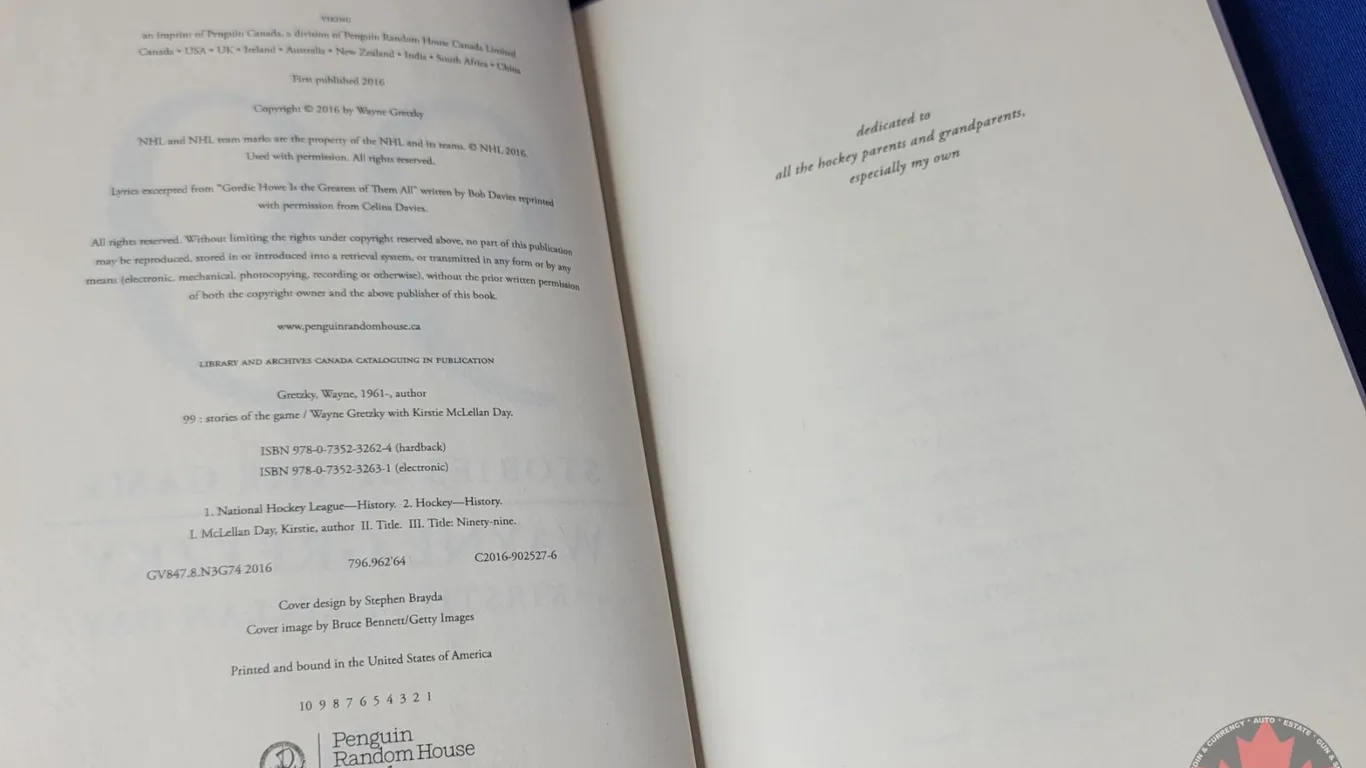 VIKING
an imprint of Penguin Canada, a division of Penguin Random House Canada Limited
Canada • USA • UK • Ireland • Australia • New Zealand • India • South Africa • China
First published 2016
Copyright © 2016 by Wayne Gretzky
NHL and NHL team marks are the property of the NHL and its teams. © NHL 2016.
Used with permission. All rights reserved.
Lyrics excerpted from "Gordie Howe Is the Greatest of Them All" written by Bob Davies reprinted
with permission from Celina Davies.
All rights reserved. Without limiting the rights under copyright reserved above, no part of this publication
may be reproduced, stored in or introduced into a retrieval system, or transmitted in any form or by any
means (electronic, mechanical, photocopying, recording or otherwise), without the prior written permission
of both the copyright owner and the above publisher of this book.
www.penguinrandomhouse.ca
LIBRARY AND ARCHIVES CANADA CATALOGUING IN PUBLICATION
Gretzky, Wayne, 1961-, author
99 : stories of the game / Wayne Gretzky with Kirstie McLellan Day.
ISBN 978-0-7352-3262-4 (hardback)
ISBN 978-0-7352-3263-1 (electronic)
1. National Hockey League—History. 2. Hockey—History.
I. McLellan Day, Kirstie, author II. Title. III. Title: Ninety-nine.
GV847.8.N3G74 2016 796.962'64 C2016-902527-6
Cover design by Stephen Brayda
Cover image by Bruce Bennett/Getty Images
Printed and bound in the United States of America
10 9 8 7 6 5 4 3 2 1
Penguin
Random House
dedicated to
all the hockey parents and grandparents,
especially my own
& CURRENCY • AUTO • ESTATE • GUN &